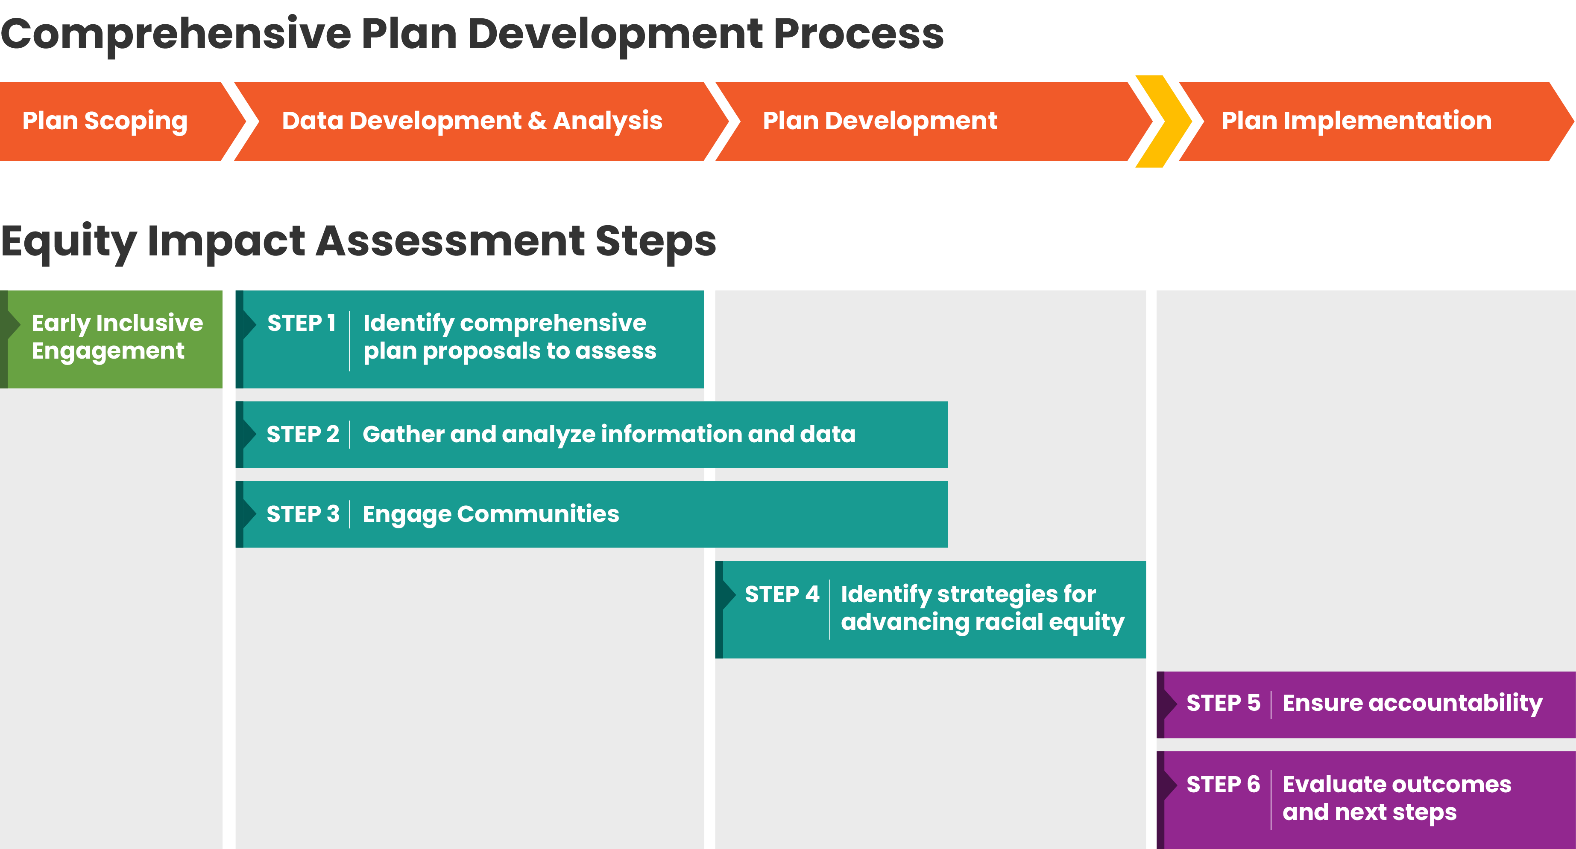 Comprehensive Plan Development Process
Plan Scoping
Data Development & Analysis
Plan Development
Plan Implementation
Equity Impact Assessment Steps
Early Inclusive
Engagement
STEP 1
Identify comprehensive
plan proposals to assess
STEP 2
Gather and analyze information and data
STEP 3
Engage Communities
STEP 4
Identify strategies for
advancing racial equity
STEP 5
Ensure accountability
STEP 6
Evaluate outcomes
and next steps